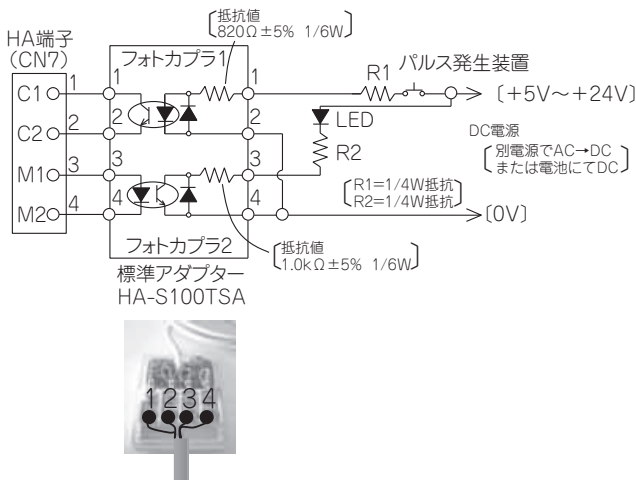 抵抗値
820Ω±5% 1/6W
HA端子
(CN7)
フォトカプラ1
パルス発生装置
R1
C1
1
1
1
[+5V～+24V]
LED
C2
2
2
2
DC電源
R2
別電源でAC→DC
または電池にてDC
M1
3
3
3
R1=1/4W抵抗
R2=1/4W抵抗
M2
4
4
4
[0V]
フォトカプラ2
抵抗値
1.0kΩ±5% 1/6W
標準アダプター
HA-S100TSA
1 2 3 4